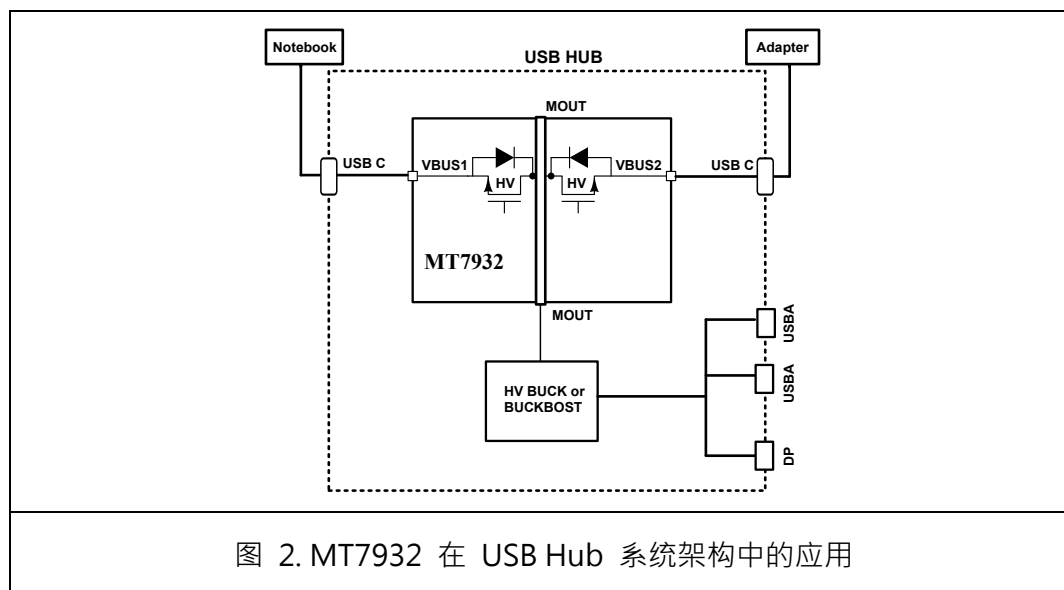 Notebook
Adapter
USB HUB
MOUT
USB C
VBUS1
HV
HV
VBUS2
USB C
MT7932
MOUT
USBA
USBA
HV BUCK or
BUCKBOST
DP
图 2. MT7932 在 USB Hub 系统架构中的应用